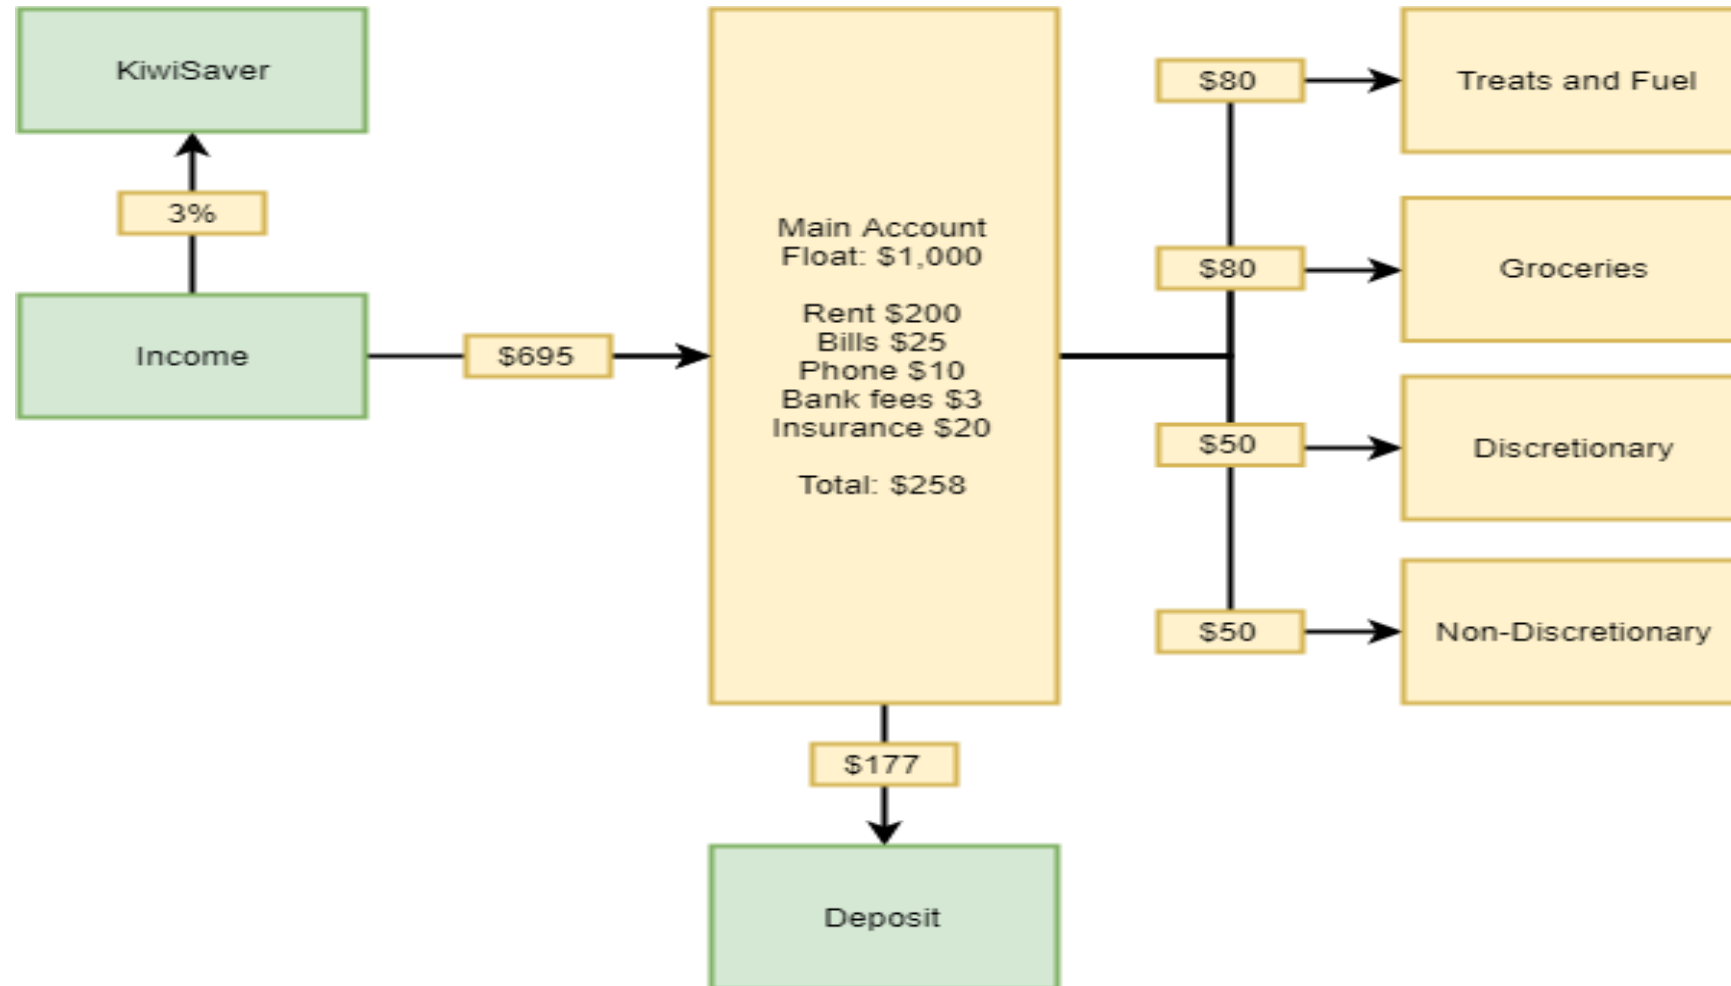 KiwiSaver
3%
Income
$695
Main Account
Float: $1,000
Rent $200
Bills $25
Phone $10
Bank fees $3
Insurance $20
Total: $258
$177
Deposit
$80
Treats and Fuel
$80
Groceries
$50
Discretionary
$50
Non-Discretionary